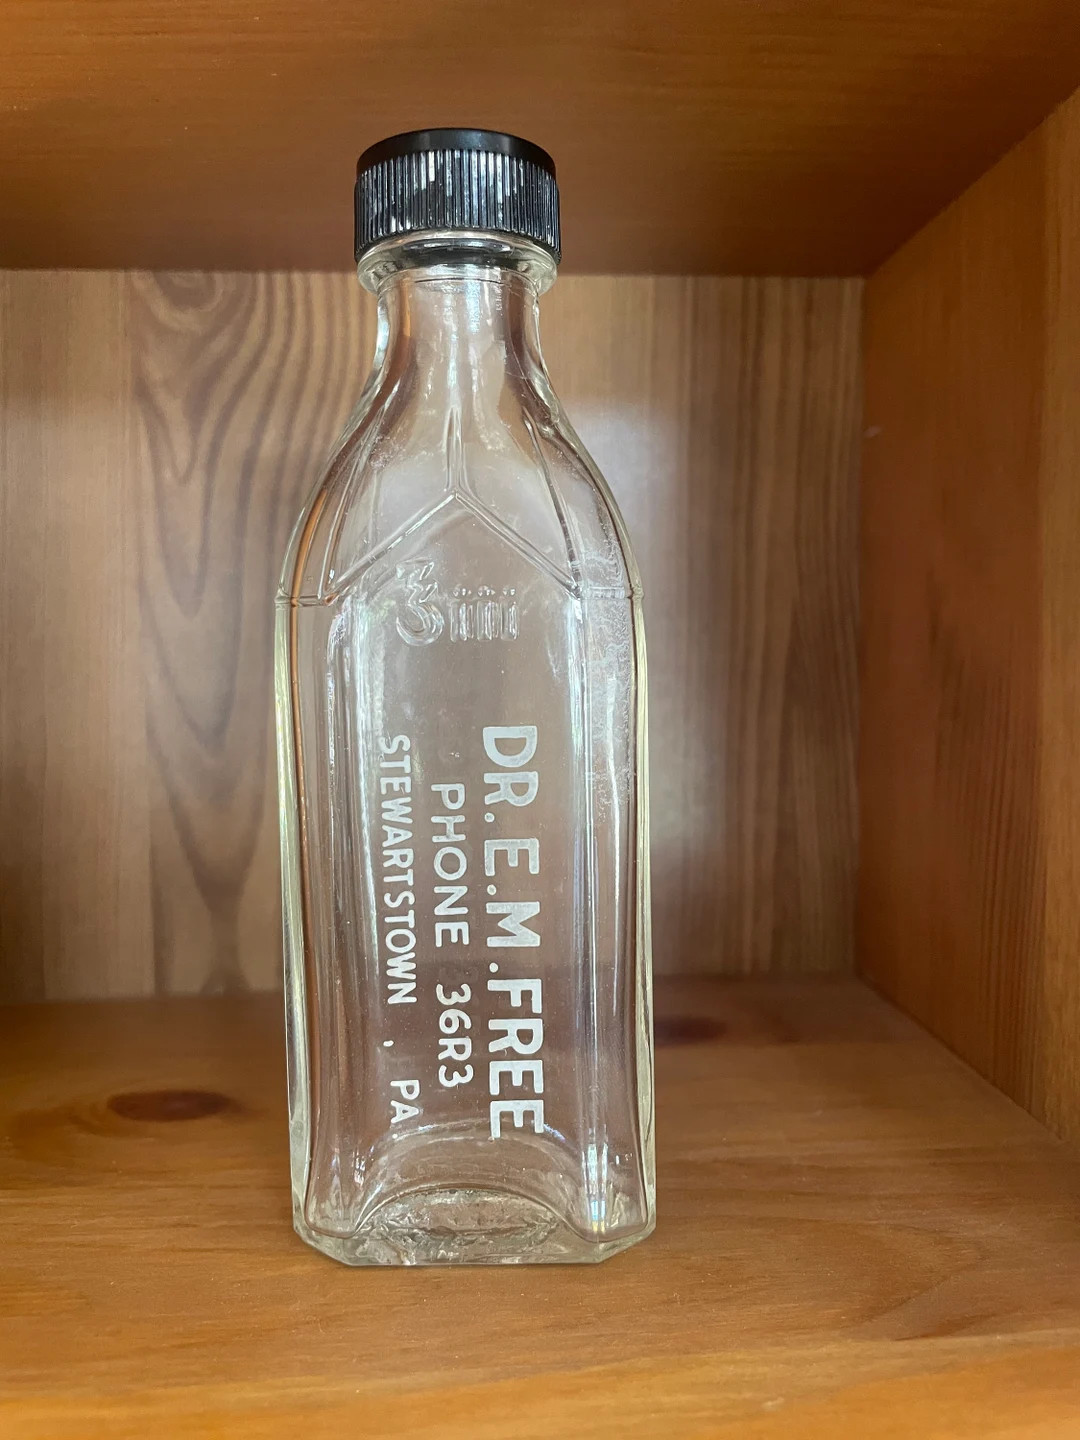 DR. E. M. FREE
PHONE 36R3
STEWARTSTOWN, PA.